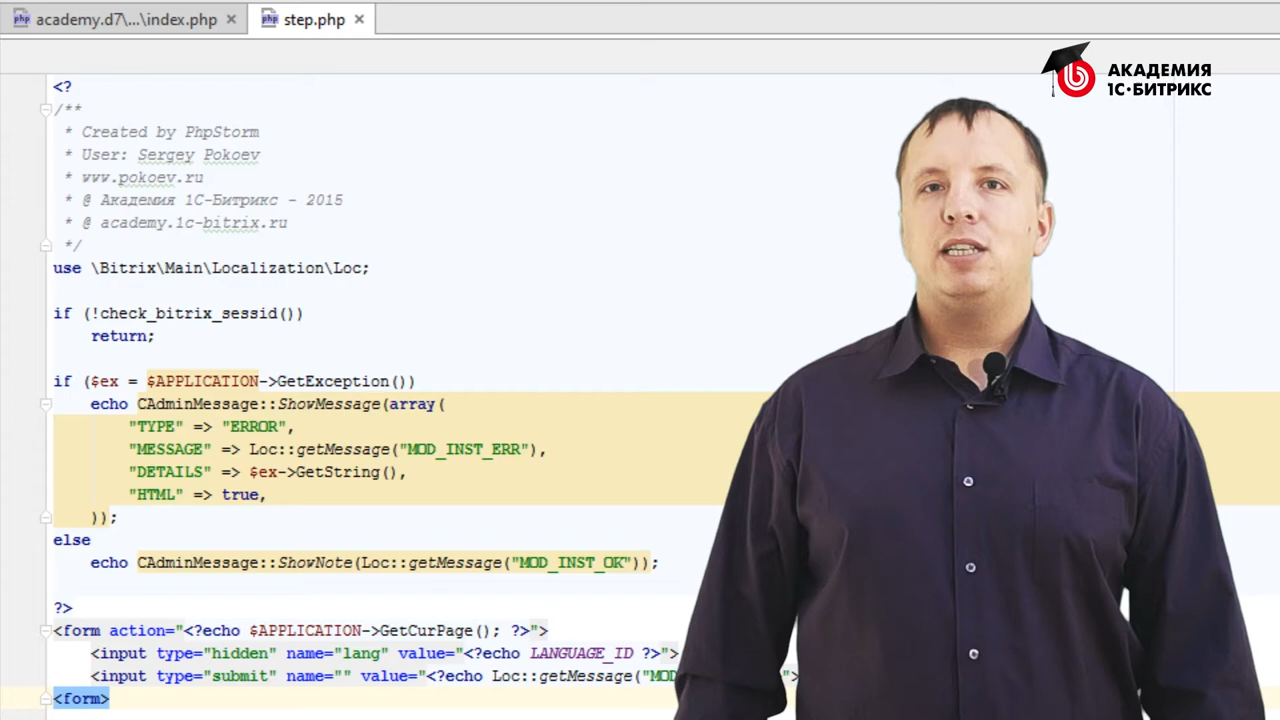 academy.d7\...\index.php
step.php
АКАДЕМИЯ
1С-БИТРИКС
<?
/**
* Created by PhpStorm
* User: Sergey Pokoev
* www.pokoev.ru
* @ Академия 1С-Битрикс - 2015
* @ academy.1c-bitrix.ru
*/
use \Bitrix\Main\Localization\Loc;
if (!check_bitrix_sessid())
return;
if ($ex = $APPLICATION->GetException())
echo CAdminMessage::ShowMessage(array(
"TYPE" => "ERROR",
"MESSAGE" => Loc::getMessage("MOD_INST_ERR"),
"DETAILS" => $ex->GetString(),
"HTML" => true,
));
else
echo CAdminMessage::ShowNote(Loc::getMessage("MOD_INST_OK"));
?>
<form action="<?echo $APPLICATION->GetCurPage(); ?>">
<input type="hidden" name="lang" value="<?echo LANGUAGE_ID ?>">
<input type="submit" name="" value="<?echo Loc::getMessage("MOD
<form>